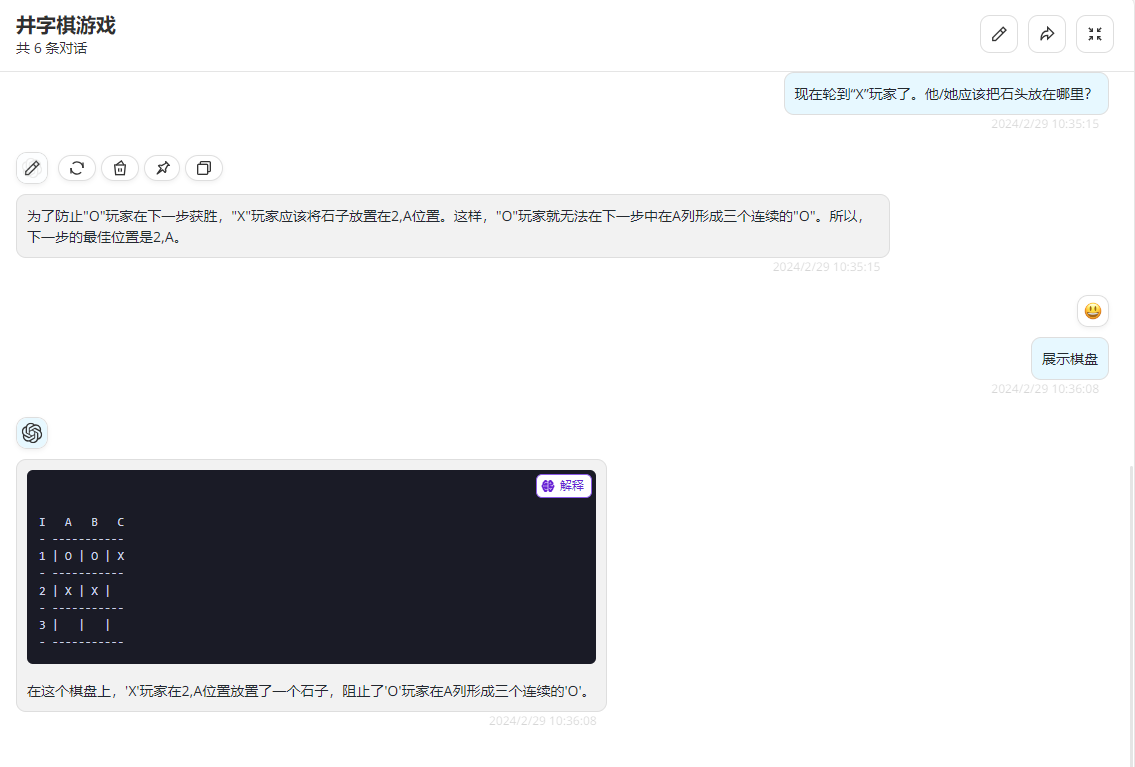 井字棋游戏
共 6 条对话
现在轮到“X”玩家了。他/她应该把石头放在哪里？
2024/2/29 10:35:15
为了防止"O"玩家在下一步获胜，"X"玩家应该将石子放置在2,A位置。这样，"O"玩家就无法在下一步中在A列形成三个连续的"O"。所以，
下一步的最佳位置是2,A。
2024/2/29 10:35:15
展示棋盘
2024/2/29 10:36:08
解释
I   A   B   C
- -----------
1 | O | O | X
- -----------
2 | X | X |
- -----------
3 |   |   |
- -----------
在这个棋盘上，'X'玩家在2,A位置放置了一个石子，阻止了'O'玩家在A列形成三个连续的'O'。
2024/2/29 10:36:08